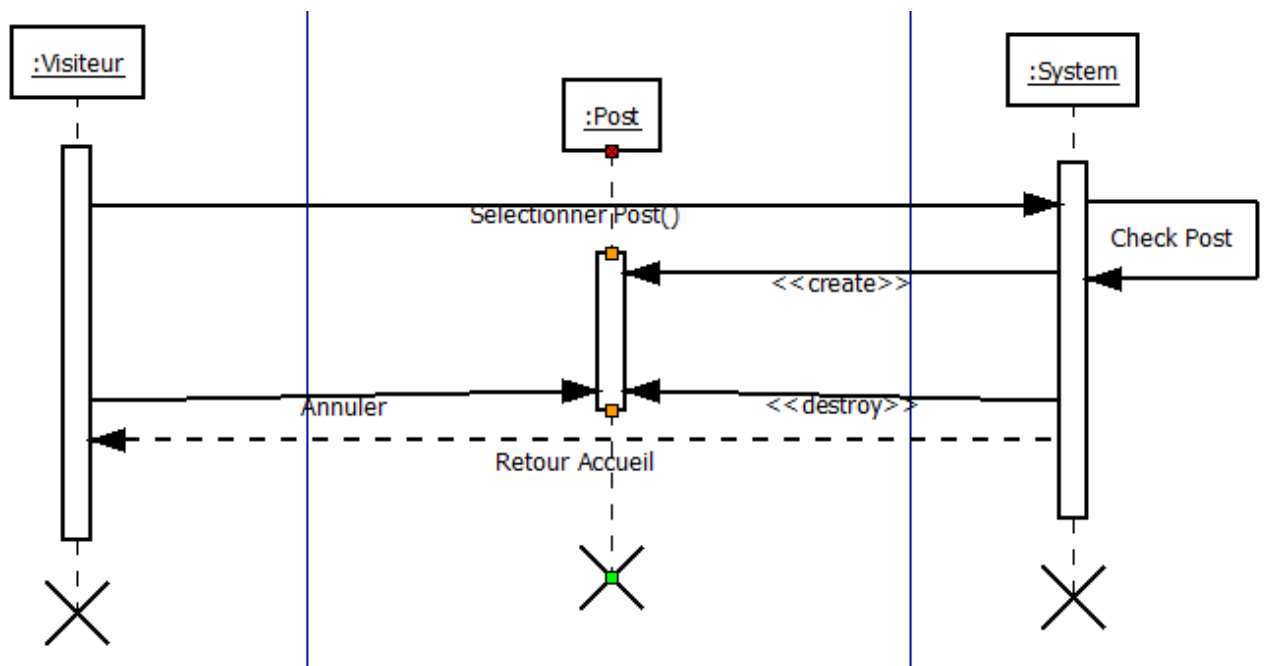 :Visiteur
:System
:Post
Selectionner Post()
Check Post
<<create>>
Annuler
<<destroy>>
Retour Accueil